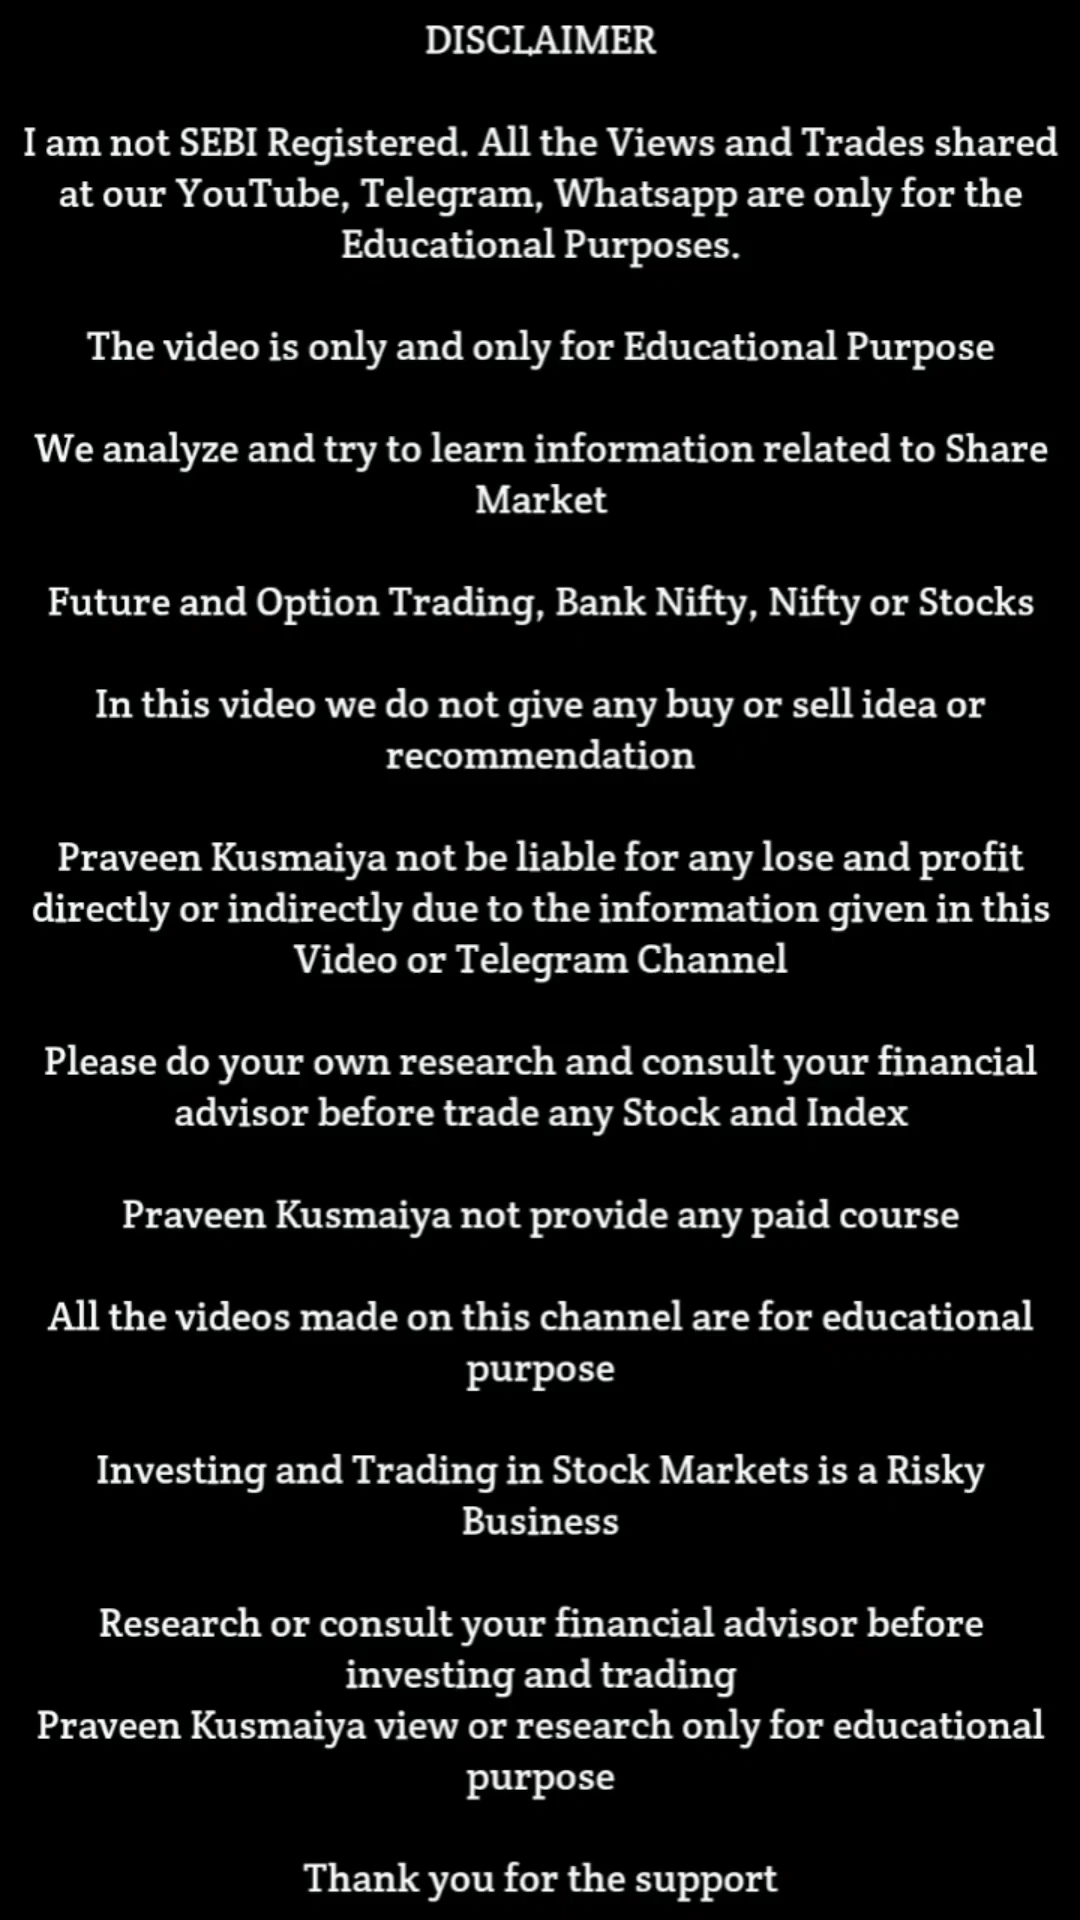 DISCLAIMER
I am not SEBI Registered. All the Views and Trades shared
at our YouTube, Telegram, Whatsapp are only for the
Educational Purposes.
The video is only and only for Educational Purpose
We analyze and try to learn information related to Share
Market
Future and Option Trading, Bank Nifty, Nifty or Stocks
In this video we do not give any buy or sell idea or
recommendation
Praveen Kusmaiya not be liable for any lose and profit
directly or indirectly due to the information given in this
Video or Telegram Channel
Please do your own research and consult your financial
advisor before trade any Stock and Index
Praveen Kusmaiya not provide any paid course
All the videos made on this channel are for educational
purpose
Investing and Trading in Stock Markets is a Risky
Business
Research or consult your financial advisor before
investing and trading
Praveen Kusmaiya view or research only for educational
purpose
Thank you for the support